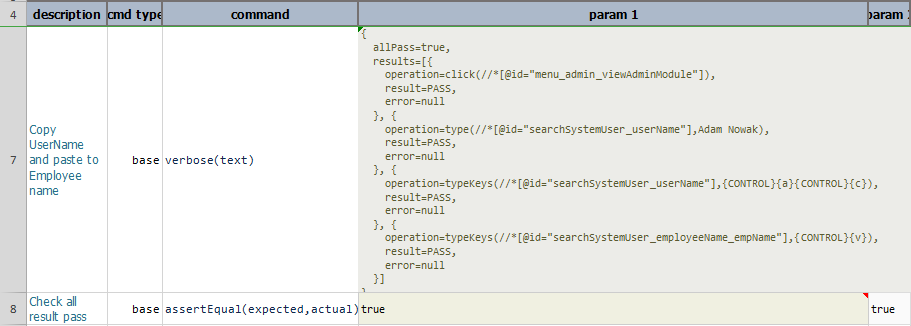 4 description cmd type command param 1 param
{
allPass=true,
results=[{
operation=click(//*[@id="menu_admin_viewAdminModule"]),
result=PASS,
error=null
}, {
operation=type(//*[@id="searchSystemUser_userName"],Adam Nowak),
result=PASS,
error=null
}, {
operation=typeKeys(//*[@id="searchSystemUser_userName"],{CONTROL}{a}{CONTROL}{c}),
result=PASS,
error=null
}, {
operation=typeKeys(//*[@id="searchSystemUser_employeeName_empName"],{CONTROL}{v}),
result=PASS,
error=null
}]
Copy
UserName
7 and paste to base verbose(text)
Employee
name
Check all
8 result pass base assertEqual(expected,actual) true true